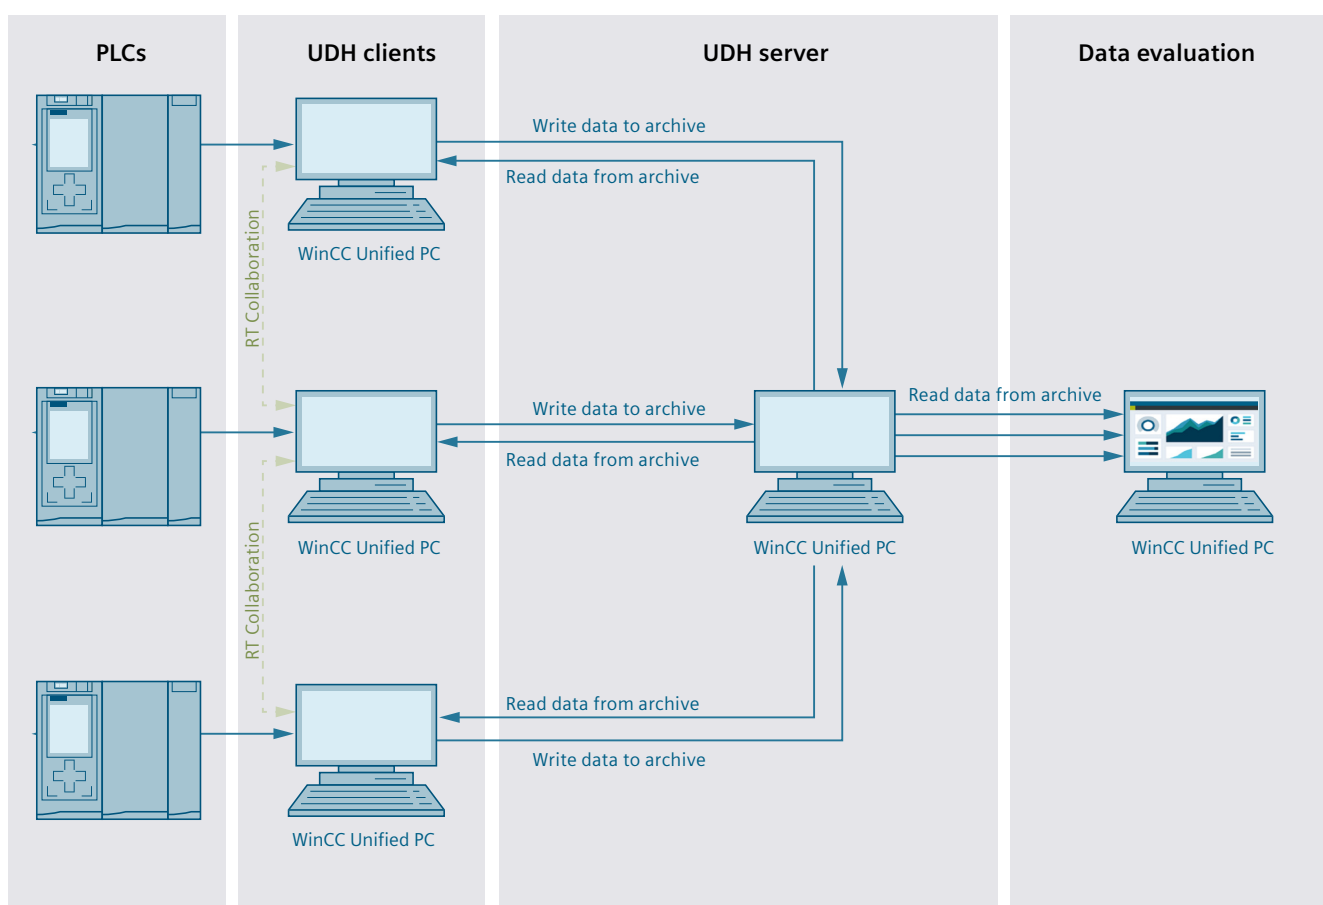 PLCs
UDH clients
UDH server
Data evaluation
Write data to archive
Read data from archive
RT Collaboration
WinCC Unified PC
Write data to archive
Read data from archive
Read data from archive
RT Collaboration
WinCC Unified PC
WinCC Unified PC
WinCC Unified PC
Read data from archive
Write data to archive
WinCC Unified PC